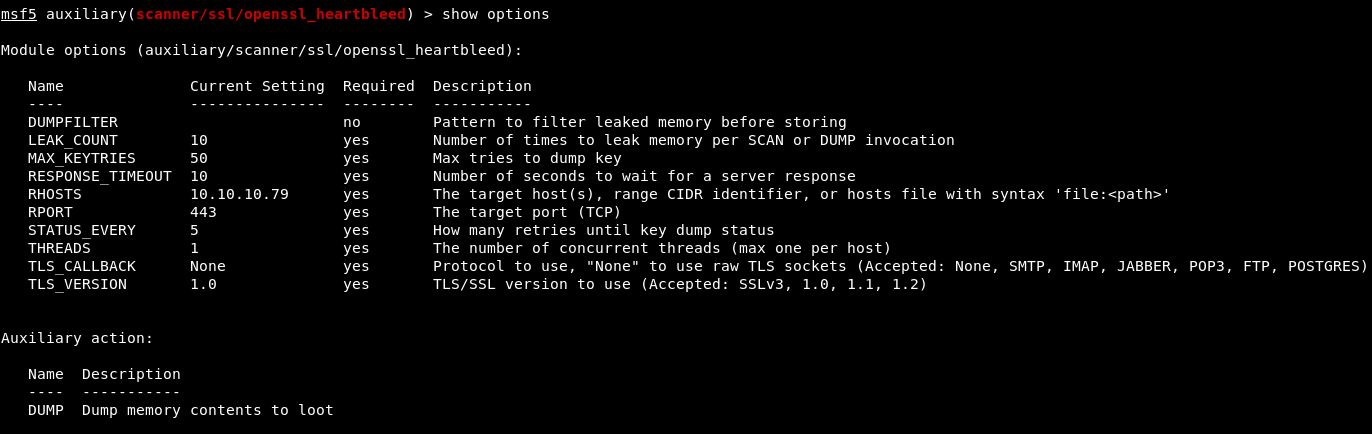 msf5 auxiliary(scanner/ssl/openssl_heartbleed) > show options
Module options (auxiliary/scanner/ssl/openssl_heartbleed):
Name Current Setting Required Description
---- --------------- -------- -----------
DUMPFILTER no Pattern to filter leaked memory before storing
LEAK_COUNT 10 yes Number of times to leak memory per SCAN or DUMP invocation
MAX_KEYTRIES 50 yes Max tries to dump key
RESPONSE_TIMEOUT 10 yes Number of seconds to wait for a server response
RHOSTS 10.10.10.79 yes The target host(s), range CIDR identifier, or hosts file with syntax 'file:<path>'
RPORT 443 yes The target port (TCP)
STATUS_EVERY 5 yes How many retries until key dump status
THREADS 1 yes The number of concurrent threads (max one per host)
TLS_CALLBACK None yes Protocol to use, "None" to use raw TLS sockets (Accepted: None, SMTP, IMAP, JABBER, POP3, FTP, POSTGRES)
TLS_VERSION 1.0 yes TLS/SSL version to use (Accepted: SSLv3, 1.0, 1.1, 1.2)
Auxiliary action:
Name Description
---- -----------
DUMP Dump memory contents to loot